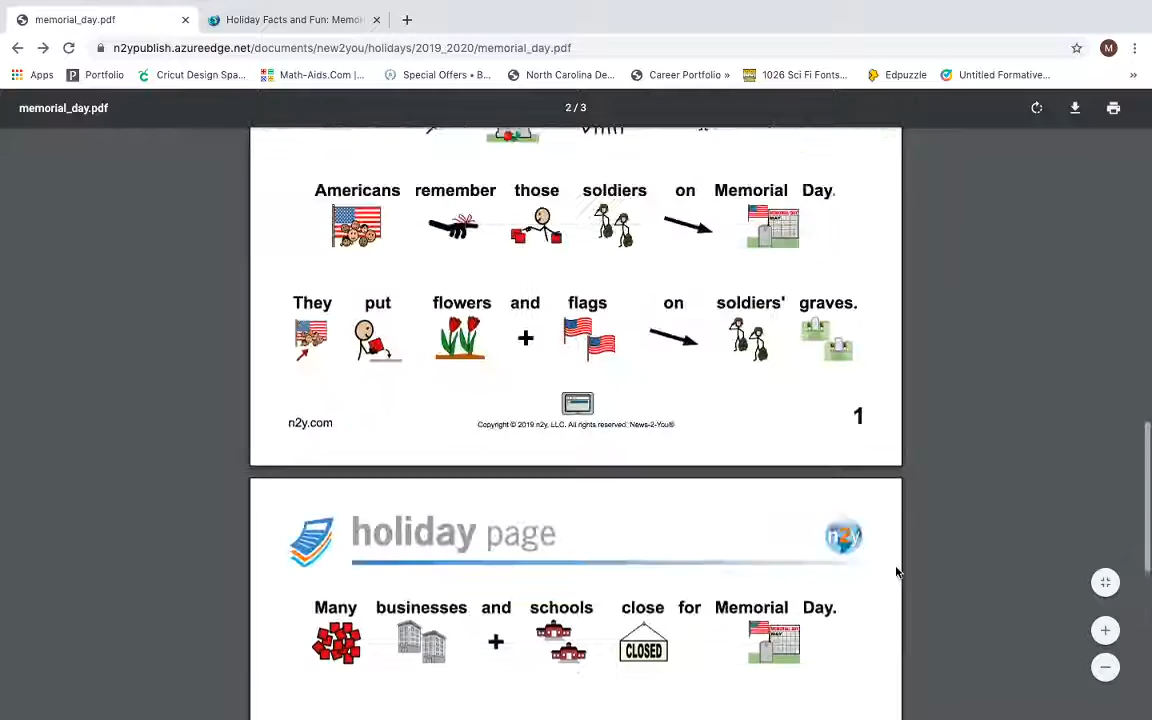 memorial_day.pdf
Holiday Facts and Fun: Memo
n2ypublish.azureedge.net/documents/new2you/holidays/2019_2020/memorial_day.pdf
M
Apps
Portfolio
Cricut Design Spa...
Math-Aids.Com |...
Special Offers • B...
North Carolina De...
Career Portfolio »
1026 Sci Fi Fonts...
Edpuzzle
Untitled Formative...
»
memorial_day.pdf
2 / 3
Americans remember those soldiers on Memorial Day.
They put flowers and flags on soldiers' graves.
n2y.com
Copyright © 2019 n2y, LLC. All rights reserved. News-2-You®
1
holiday page
n2y
Many businesses and schools close for Memorial Day.
CLOSED